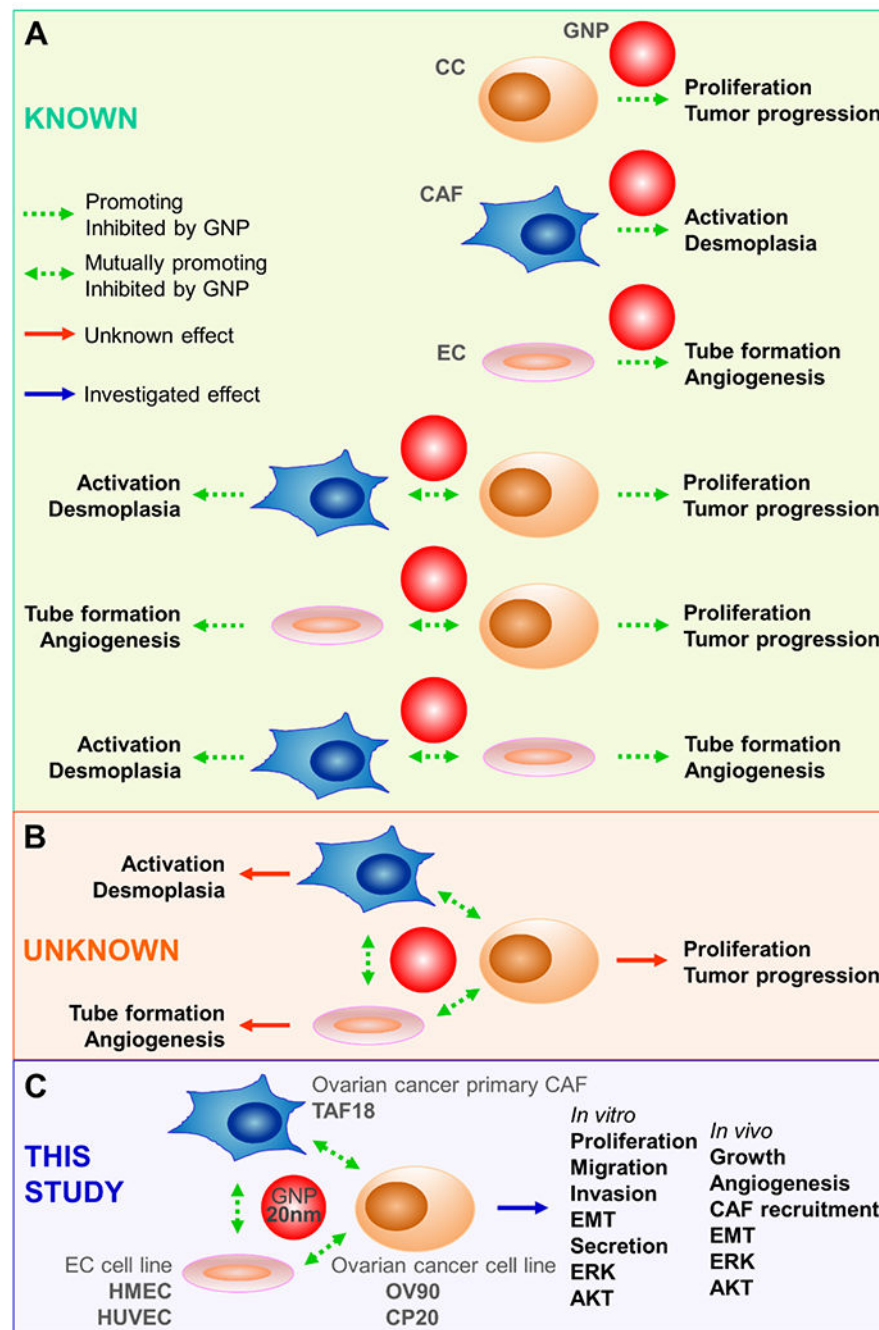 A
GNP
CC
Proliferation
Tumor progression
KNOWN
CAF
Activation
Desmoplasia
Promoting
Inhibited by GNP
Mutually promoting
Inhibited by GNP
Unknown effect
EC
Tube formation
Angiogenesis
Investigated effect
Activation
Desmoplasia
Proliferation
Tumor progression
Tube formation
Angiogenesis
Proliferation
Tumor progression
Activation
Desmoplasia
Tube formation
Angiogenesis
B
Activation
Desmoplasia
UNKNOWN
Proliferation
Tumor progression
Tube formation
Angiogenesis
C
THIS
STUDY
Ovarian cancer primary CAF
TAF18
GNP
20nm
EC cell line
HMEC
HUVEC
Ovarian cancer cell line
OV90
CP20
In vitro
Proliferation
Migration
Invasion
EMT
Secretion
ERK
AKT
In vivo
Growth
Angiogenesis
CAF recruitment
EMT
ERK
AKT